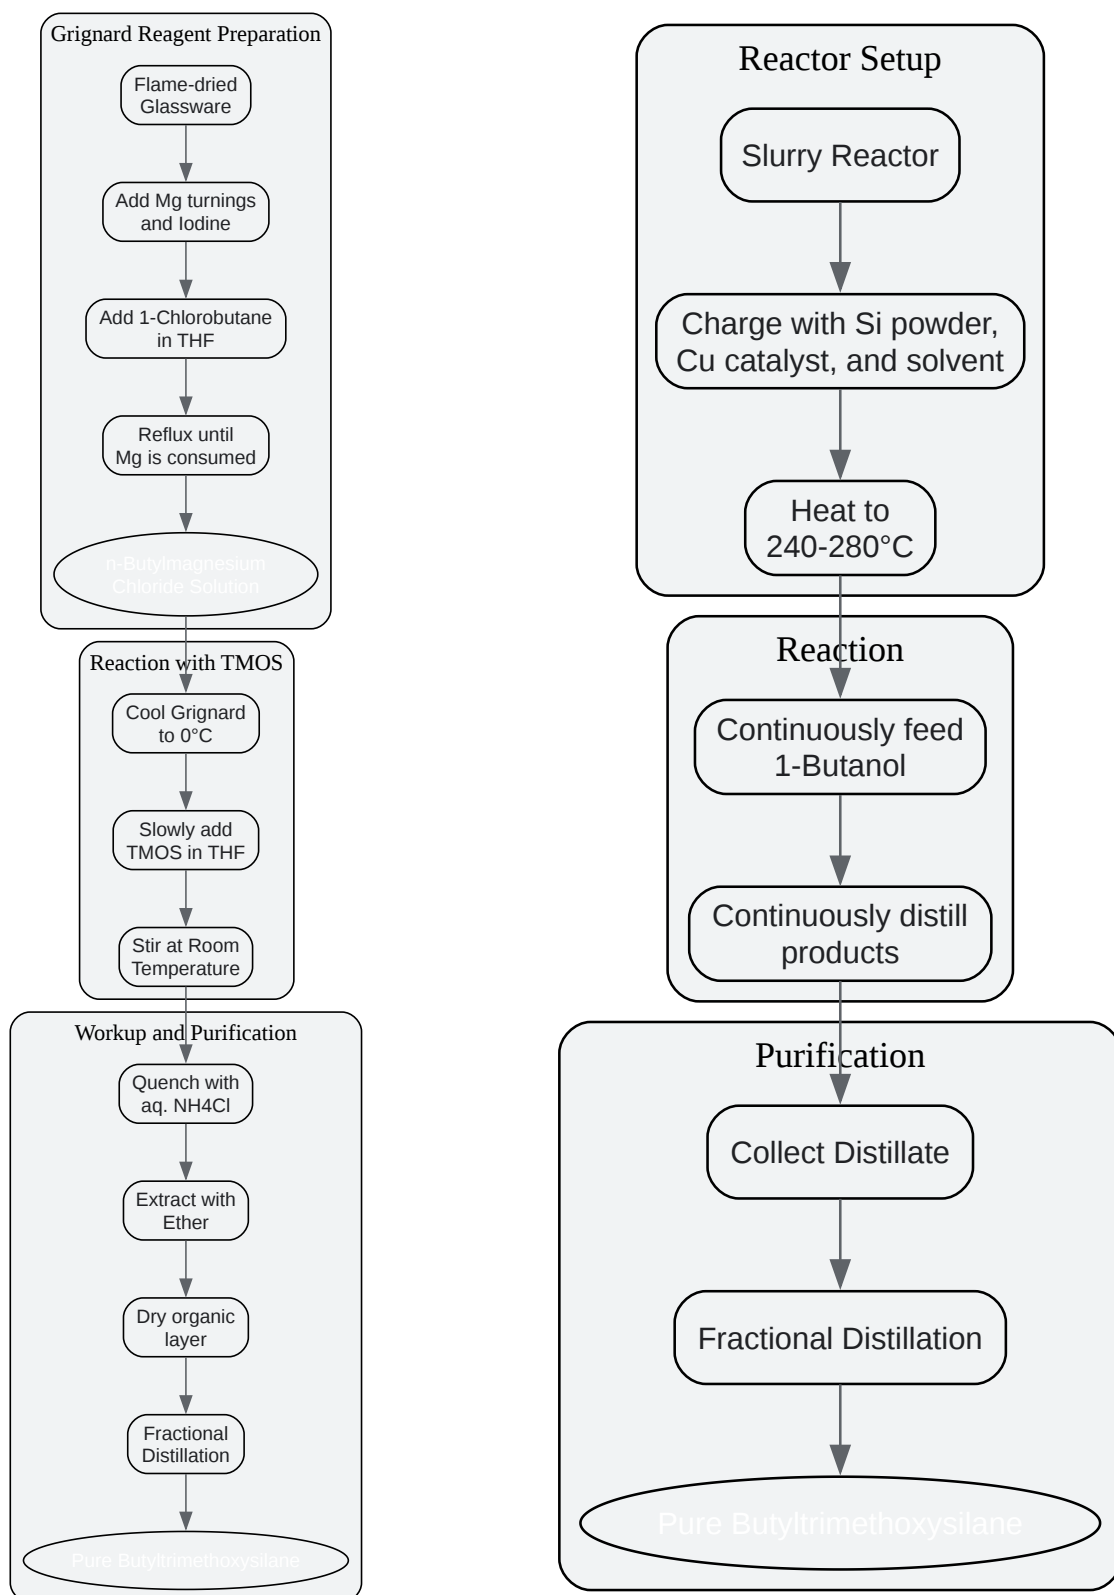 Grignard Reagent Preparation
Flame-dried
Glassware
Add Mg turnings
and Iodine
Add 1-Chlorobutane
in THF
Reflux until
Mg is consumed
n-Butylmagnesium
Chloride Solution
Reaction with TMOS
Cool Grignard
to 0°C
Slowly add
TMOS in THF
Stir at Room
Temperature
Workup and Purification
Quench with
aq. NH4Cl
Extract with
Ether
Dry organic
layer
Fractional
Distillation
Pure Butyltrimethoxysilane
Reactor Setup
Slurry Reactor
Charge with Si powder,
Cu catalyst, and solvent
Heat to
240-280°C
Reaction
Continuously feed
1-Butanol
Continuously distill
products
Purification
Collect Distillate
Fractional Distillation
Pure Butyltrimethoxysilane